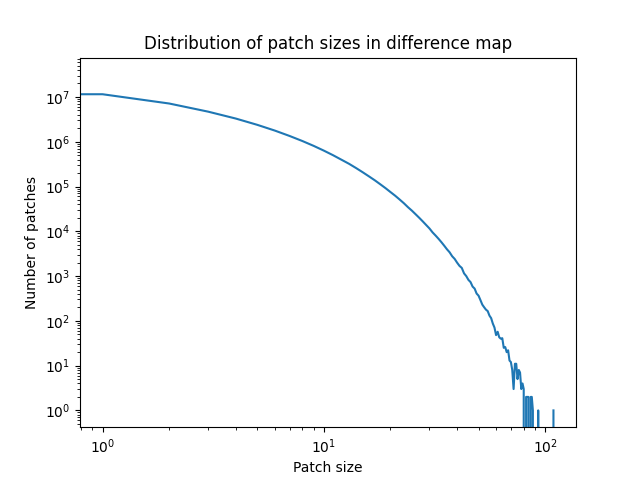 Distribution of patch sizes in difference map
Number of patches
10⁷
10⁶
10⁵
10⁴
10³
10²
10¹
10⁰
10⁰ 10¹ 10²
Patch size